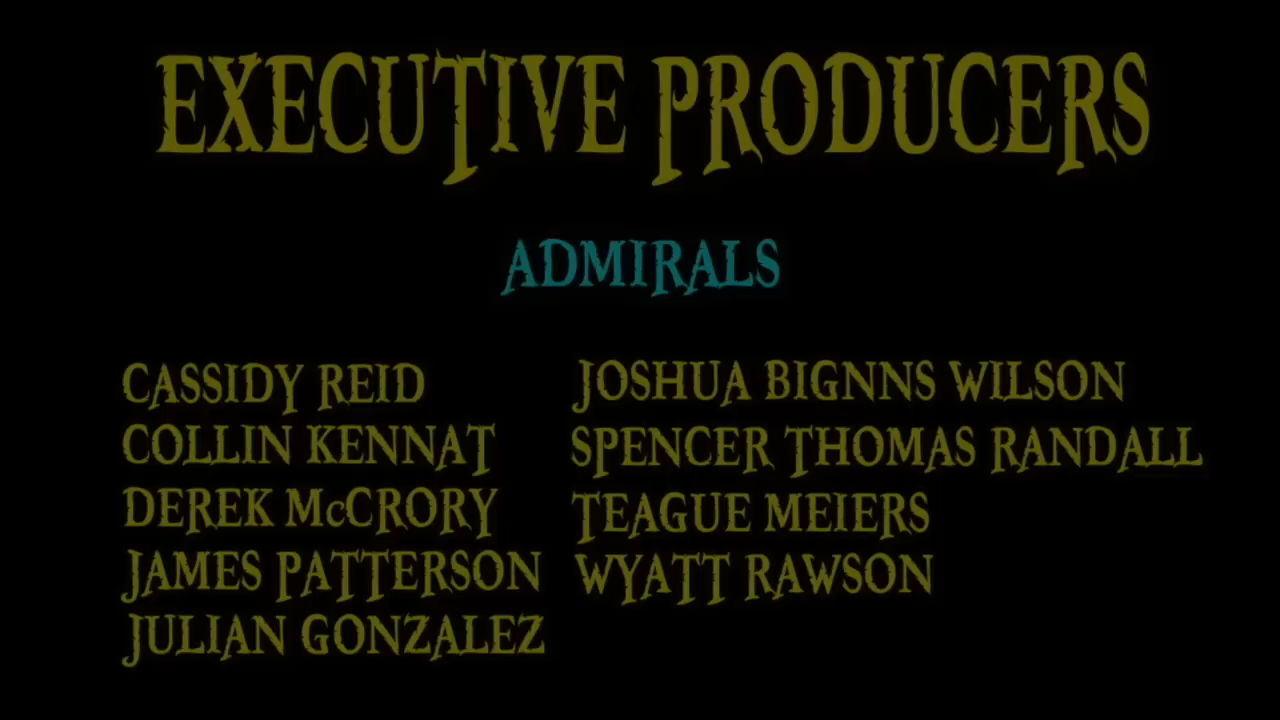 EXECUTIVE PRODUCERS
ADMIRALS
CASSIDY REID
COLLIN KENNAT
DEREK McCRORY
JAMES PATTERSON
JULIAN GONZALEZ
JOSHUA BIGNNS WILSON
SPENCER THOMAS RANDALL
TEAGUE MEIERS
WYATT RAWSON